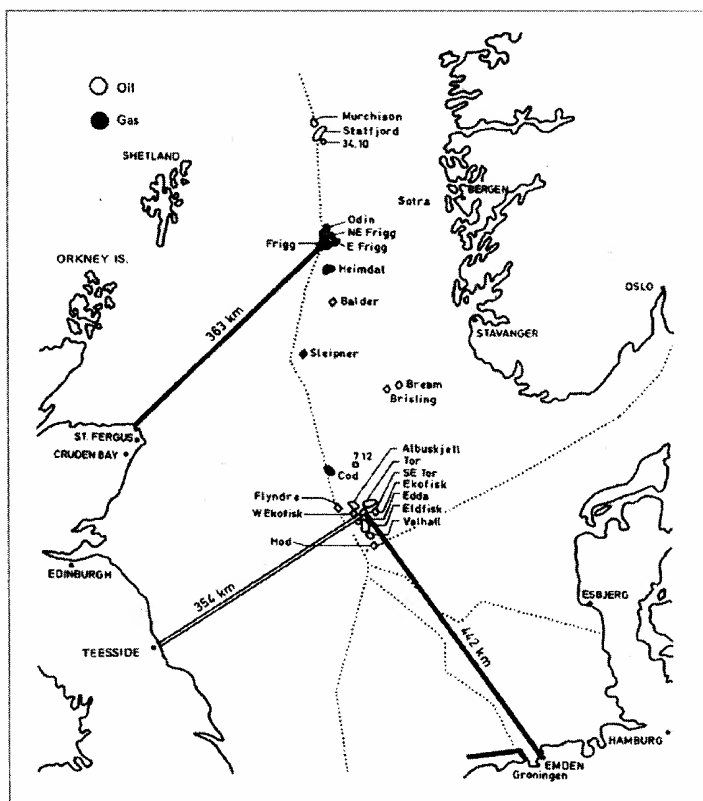 Oil
Gas
Murchison
Statfjord
34.10
SHETLAND
BERGEN
Sotra
Odin
NE Frigg
Frigg
E Frigg
ORKNEY IS.
Heimdal
OSLO
Balder
363 km
STAVANGER
Sleipner
Bream
Brisling
ST. FERGUS
CRUDEN BAY
Albuskjell
7 12
Tor
Cod
SE Tor
Ekofisk
Flyndre
Edda
W Ekofisk
Eldfisk
Valhall
Hod
EDINBURGH
354 km
ESBJERG
TEESSIDE
442 km
HAMBURG
EMDEN
Groningen